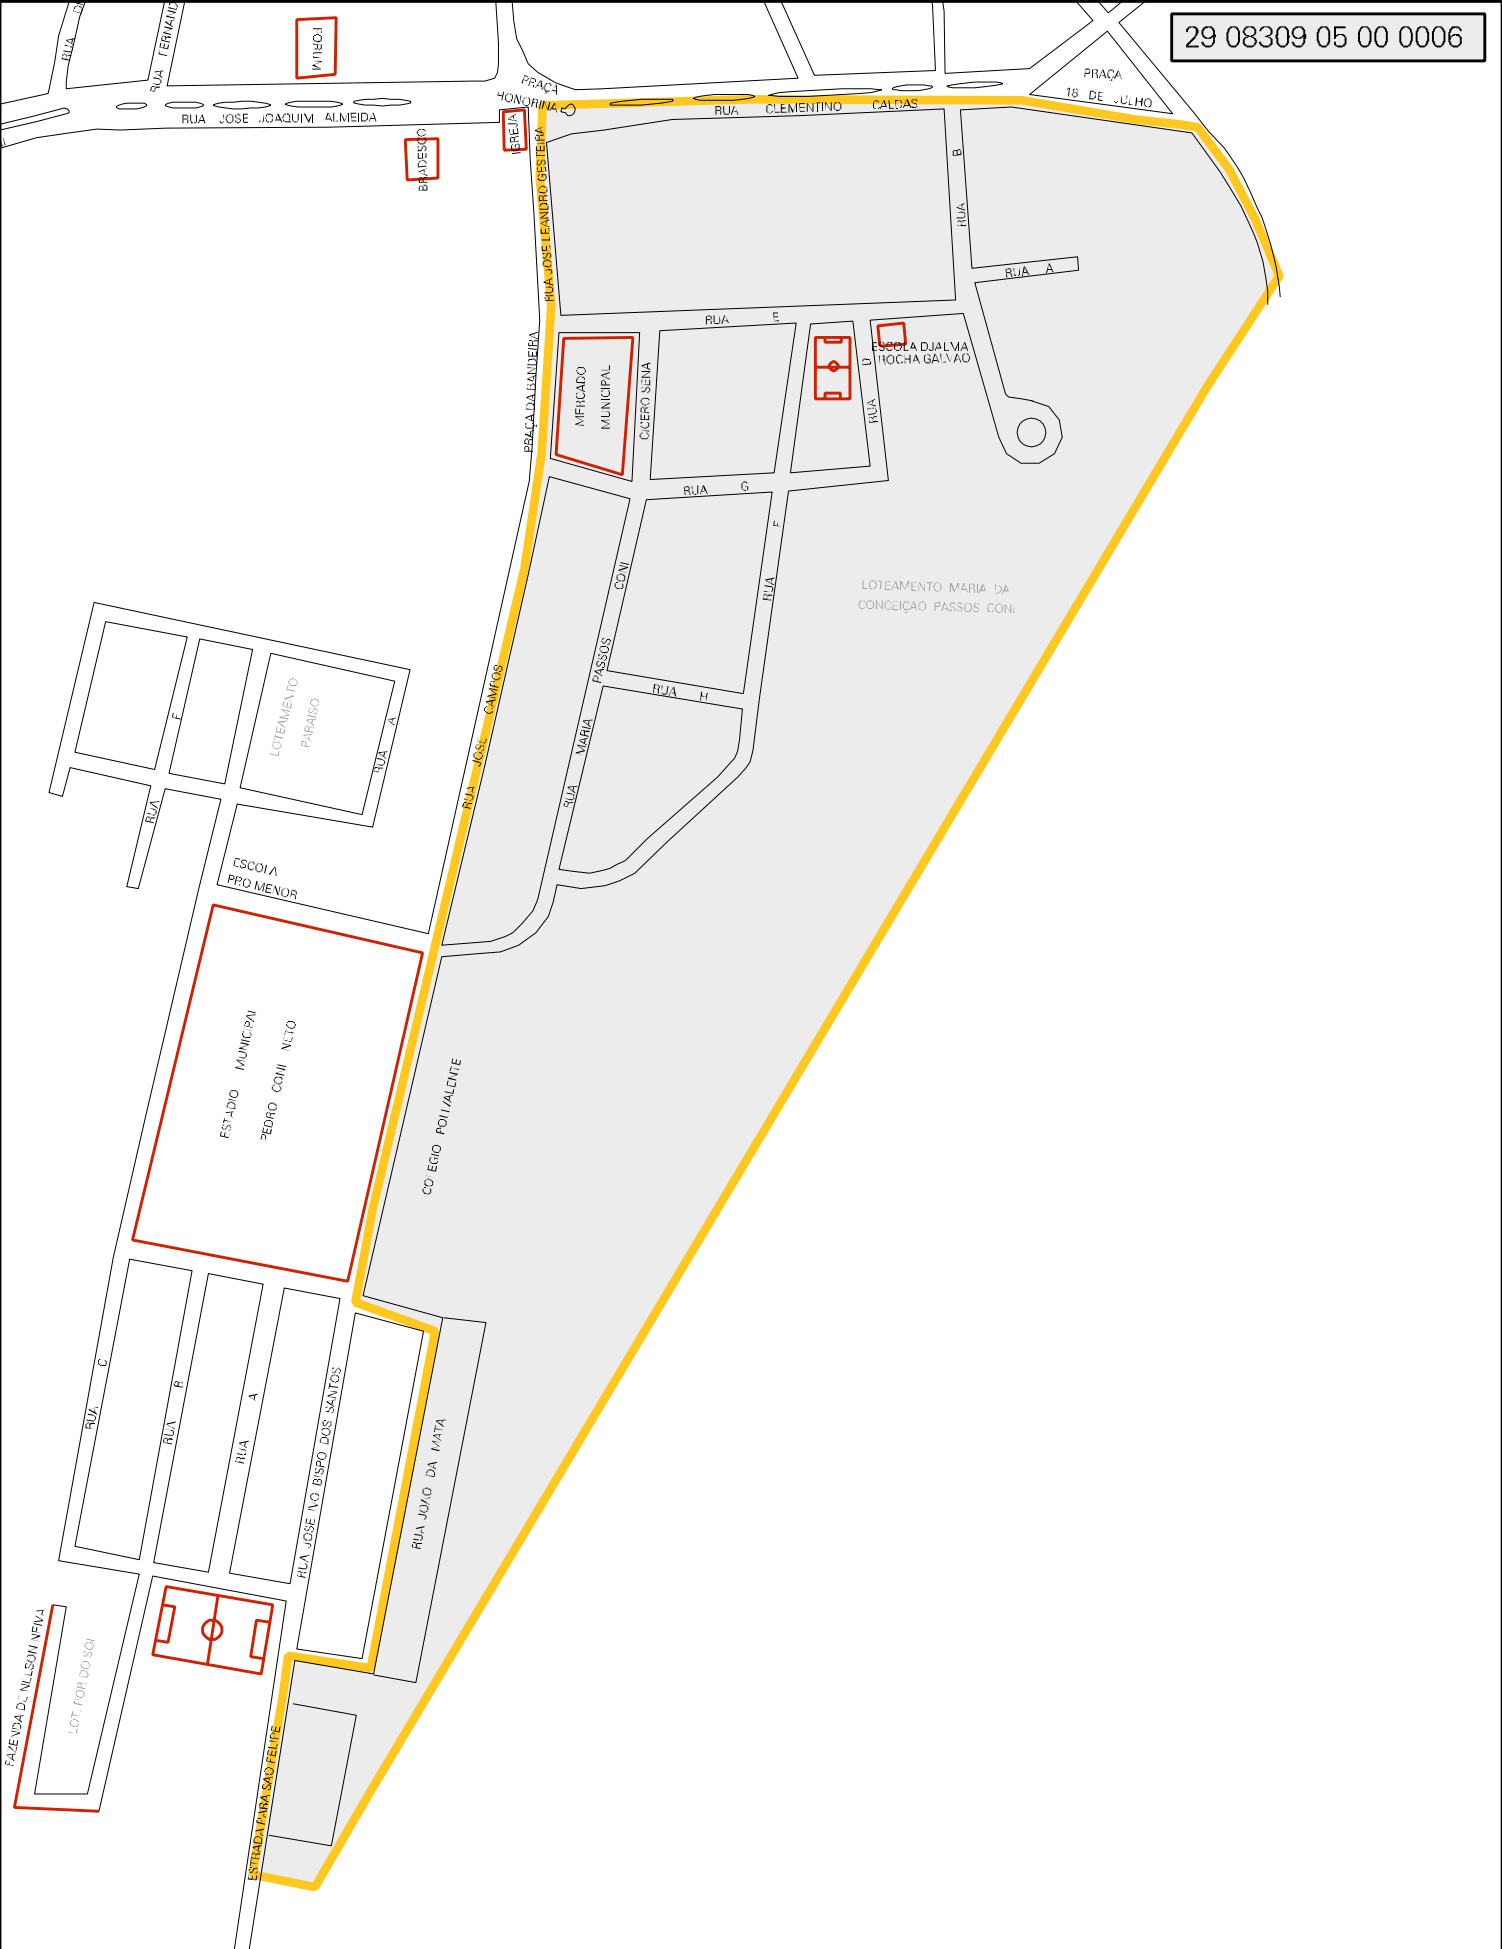 29 08309 05 00 0006
RUA
RUA
FORUM
PRAÇA
HONORINA
PRAÇA
18 DE JULHO
RUA JOSE JOAQUIM ALMEIDA
RUA CLEMENTINO CALDAS
IGREJA
BRADESCO
RUA JOSE LEANDRO GESTEIRA
RUA B
RUA A
RUA E
PRAÇA DA BANDEIRA
MERCADO
MUNICIPAL
CICERO SENA
RUA D
ESCOLA DJALMA
ROCHA GALVAO
RUA G
RUA F
LOTEAMENTO MARIA DA
CONCEIÇAO PASSOS CONI
RUA MARIA PASSOS CONI
RUA H
RUA JOSE CAMPOS
LOTEAMENTO
PARAISO
RUA F
RUA A
ESCOLA
PRO MENOR
ESTADIO MUNICIPAL
PEDRO CONI NETO
COLEGIO POLIVALENTE
RUA C
RUA B
RUA A
RUA JOSE IVO BISPO DOS SANTOS
RUA JOAO DA MATA
FAZENDA DE NELSON NEIVA
LOT. POR DO SOL
ESTRADA PARA SAO FELIPE